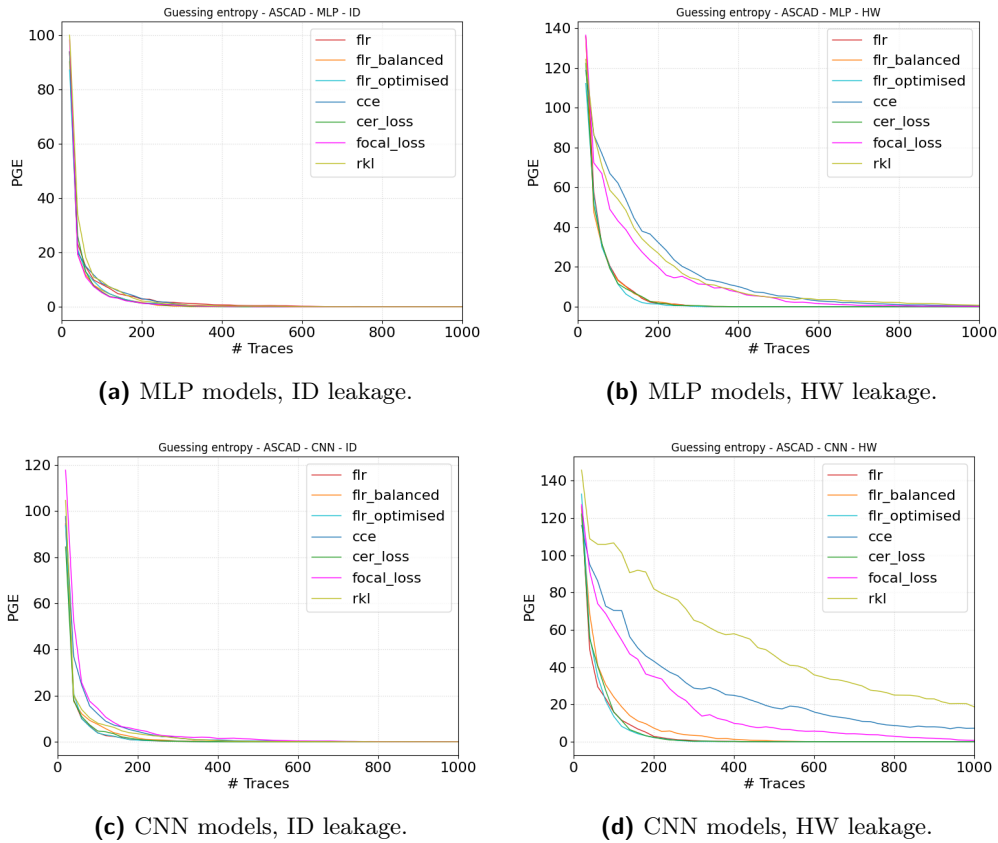 Guessing entropy - ASCAD - MLP - ID
100
80
60
40
20
0
PGE
0 200 400 600 800 1000
# Traces
flr
flr_balanced
flr_optimised
cce
cer_loss
focal_loss
rkl
(a) MLP models, ID leakage.
Guessing entropy - ASCAD - MLP - HW
140
120
100
80
60
40
20
0
PGE
0 200 400 600 800 1000
# Traces
flr
flr_balanced
flr_optimised
cce
cer_loss
focal_loss
rkl
(b) MLP models, HW leakage.
Guessing entropy - ASCAD - CNN - ID
120
100
80
60
40
20
0
PGE
0 200 400 600 800 1000
# Traces
flr
flr_balanced
flr_optimised
cce
cer_loss
focal_loss
rkl
(c) CNN models, ID leakage.
Guessing entropy - ASCAD - CNN - HW
140
120
100
80
60
40
20
0
PGE
0 200 400 600 800 1000
# Traces
flr
flr_balanced
flr_optimised
cce
cer_loss
focal_loss
rkl
(d) CNN models, HW leakage.